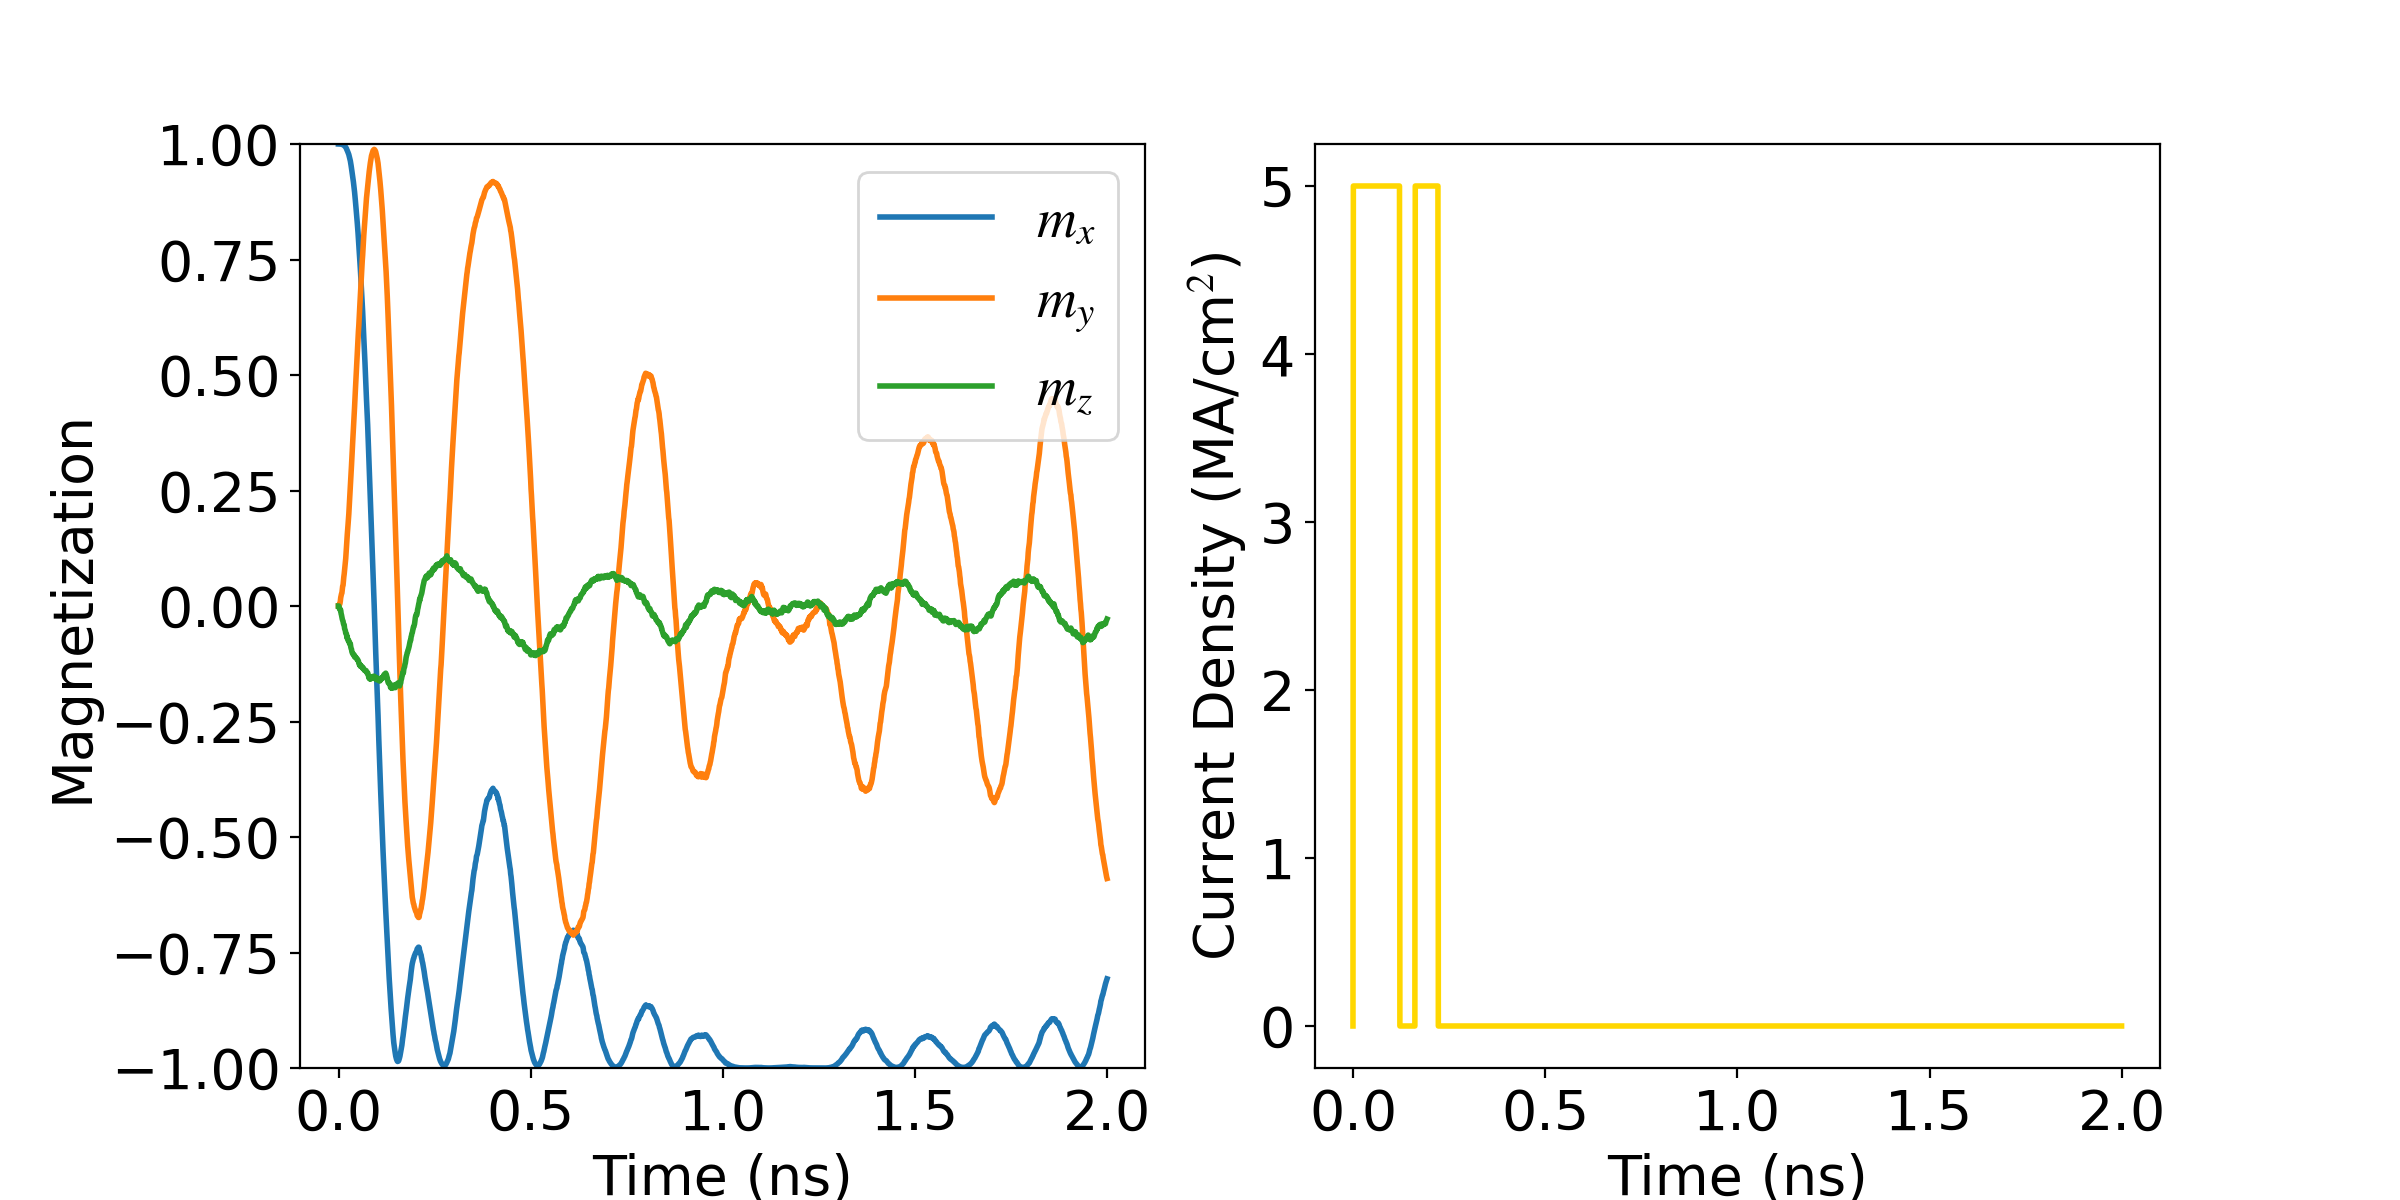 Magnetization
1.00
0.75
0.50
0.25
0.00
−0.25
−0.50
−0.75
−1.00
0.0 0.5 1.0 1.5 2.0
Time (ns)
m_x
m_y
m_z
Current Density (MA/cm²)
5
4
3
2
1
0
0.0 0.5 1.0 1.5 2.0
Time (ns)